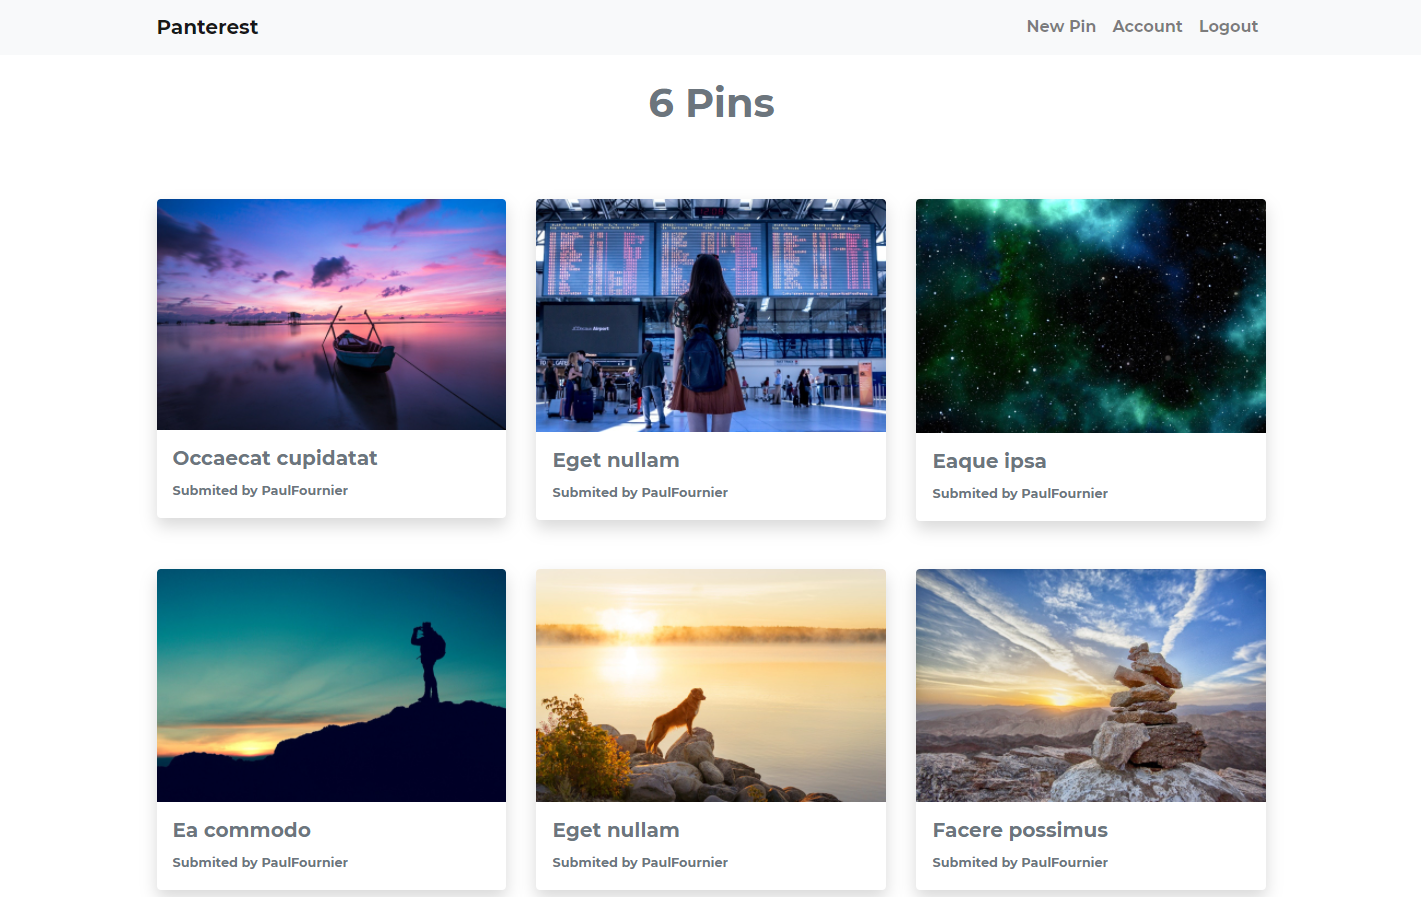 Panterest
New Pin Account Logout
6 Pins
Occaecat cupidatat
Submited by PaulFournier
Eget nullam
Submited by PaulFournier
Eaque ipsa
Submited by PaulFournier
Ea commodo
Submited by PaulFournier
Eget nullam
Submited by PaulFournier
Facere possimus
Submited by PaulFournier